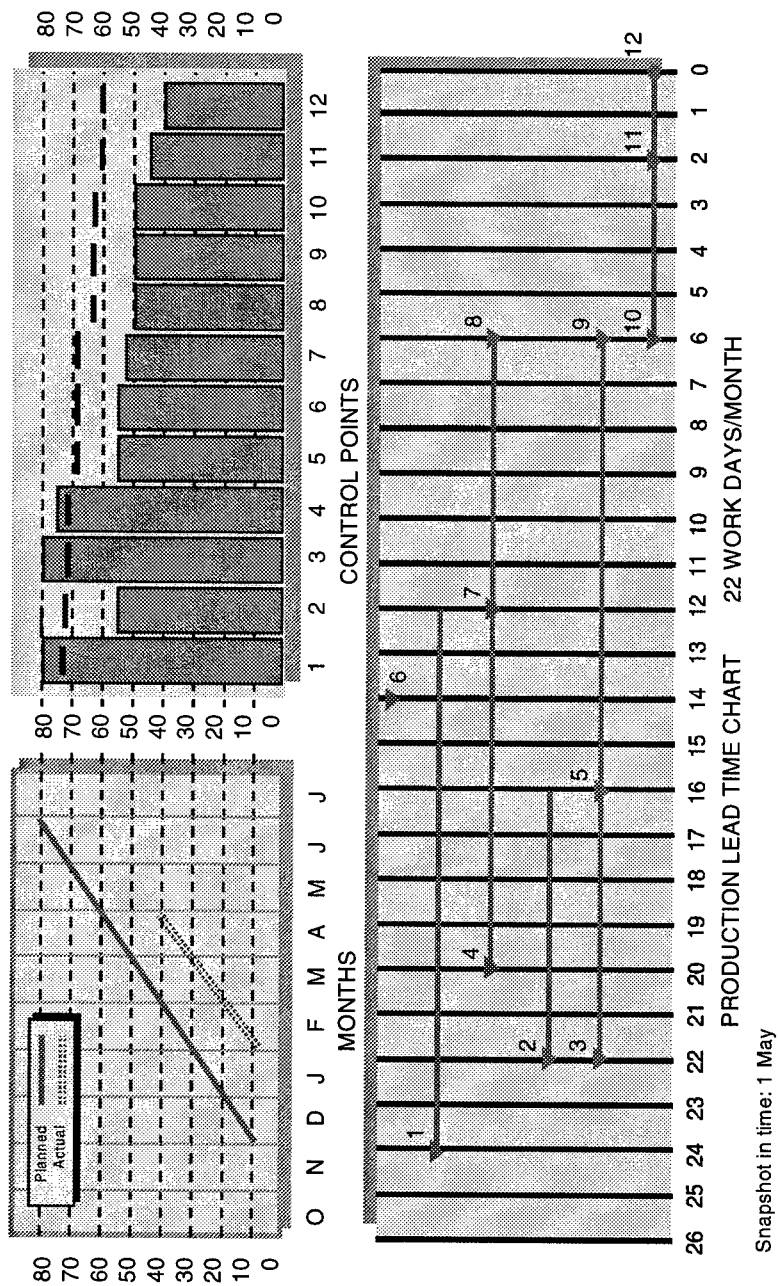 80 70 60 50 40 30 20 10 0
Planned
Actual
O N D J F M A M J J
MONTHS
80 70 60 50 40 30 20 10 0
1 2 3 4 5 6 7 8 9 10 11 12
CONTROL POINTS
80 70 60 50 40 30 20 10 0
1 2 3 4 5 6 7 8 9 10 11 12
26 25 24 23 22 21 20 19 18 17 16 15 14 13 12 11 10 9 8 7 6 5 4 3 2 1 0
PRODUCTION LEAD TIME CHART 22 WORK DAYS/MONTH
Snapshot in time: 1 May